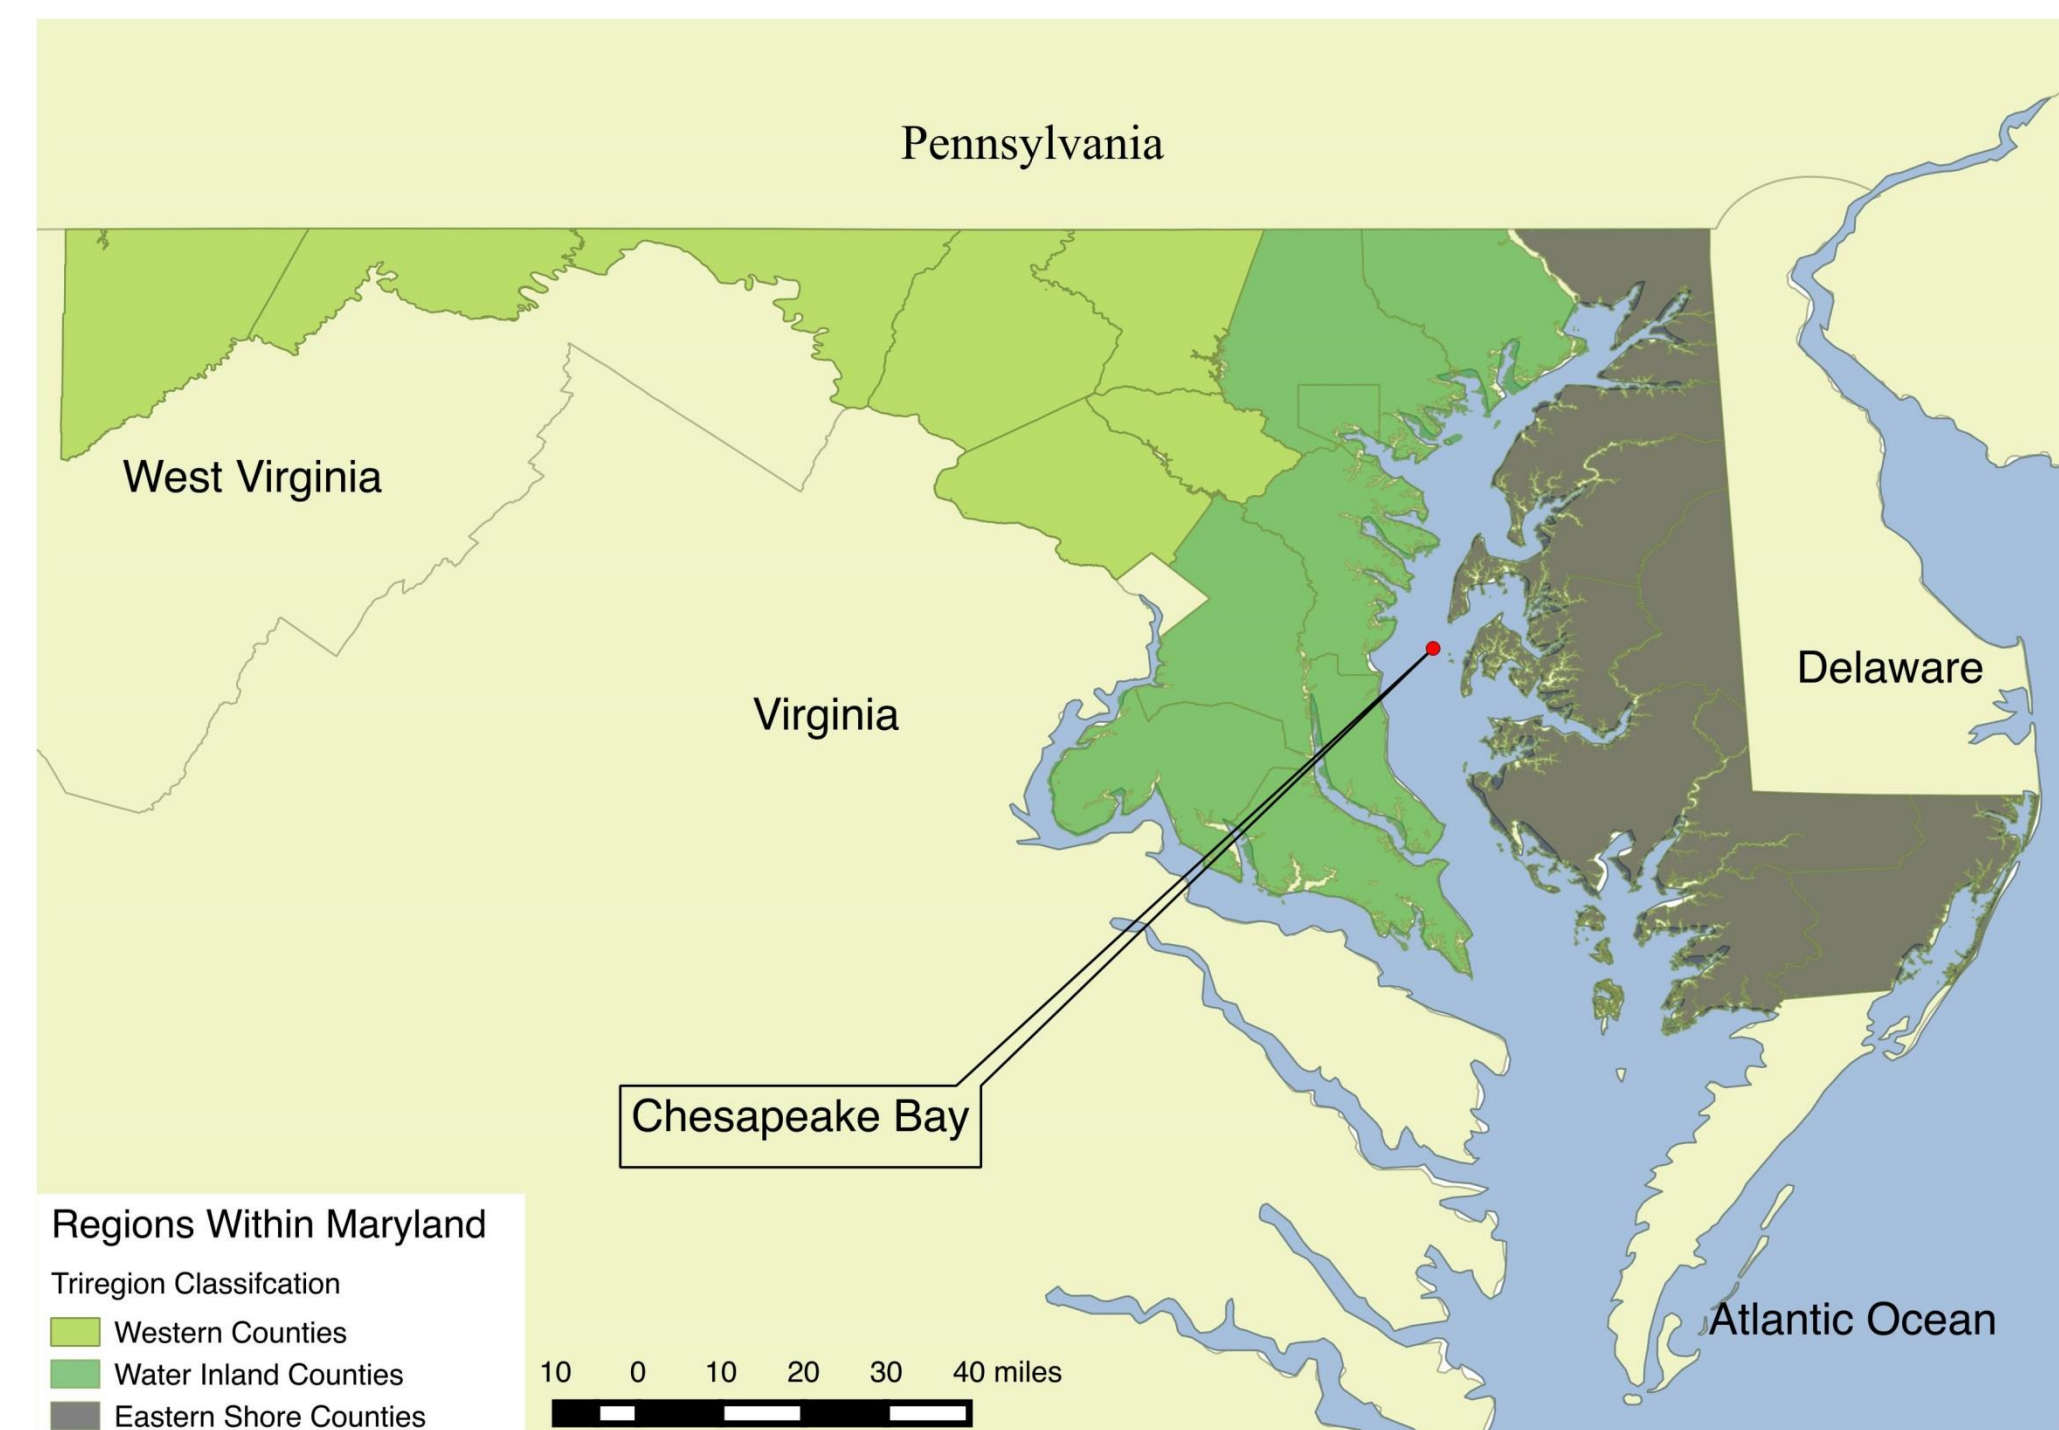 Pennsylvania
West Virginia
Delaware
Virginia
Chesapeake Bay
Regions Within Maryland
Triregion Classifcation
Western Counties
Water Inland Counties
Eastern Shore Counties
10 0 10 20 30 40 miles
Atlantic Ocean